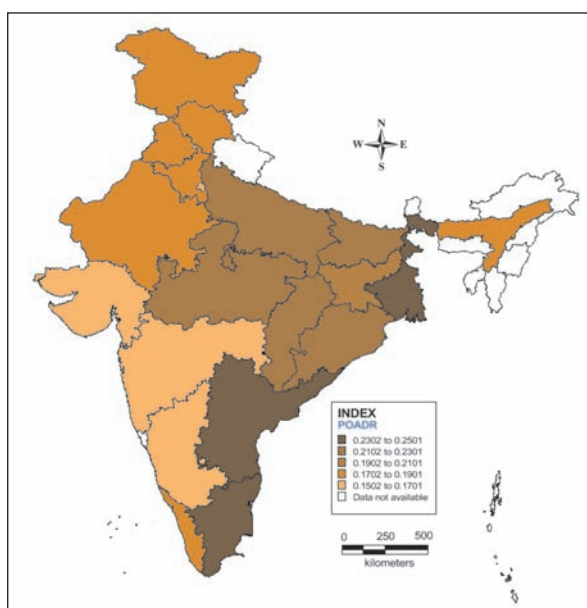 N
W E
S
INDEX
POADR
0.2302 to 0.2501
0.2102 to 0.2301
0.1902 to 0.2101
0.1702 to 0.1901
0.1502 to 0.1701
Data not available
0 250 500
kilometers